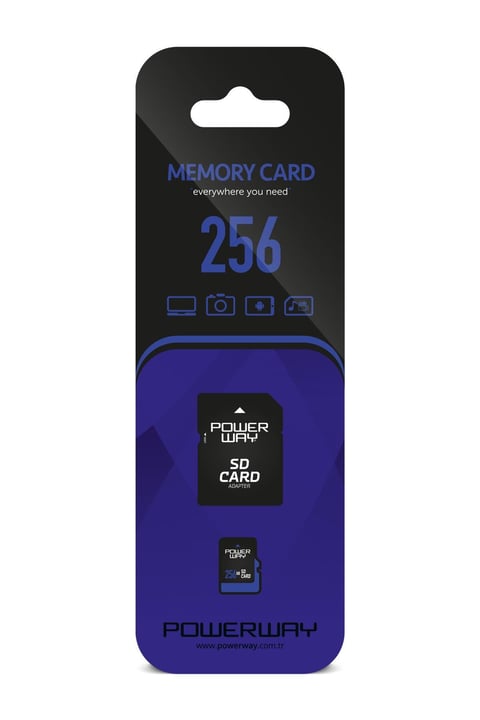 MEMORY CARD
"everywhere you need"
256
POWER
WAY
SD
CARD
ADAPTER
POWER
WAY
256
SD
CARD
POWERWAY
www.powerway.com.tr